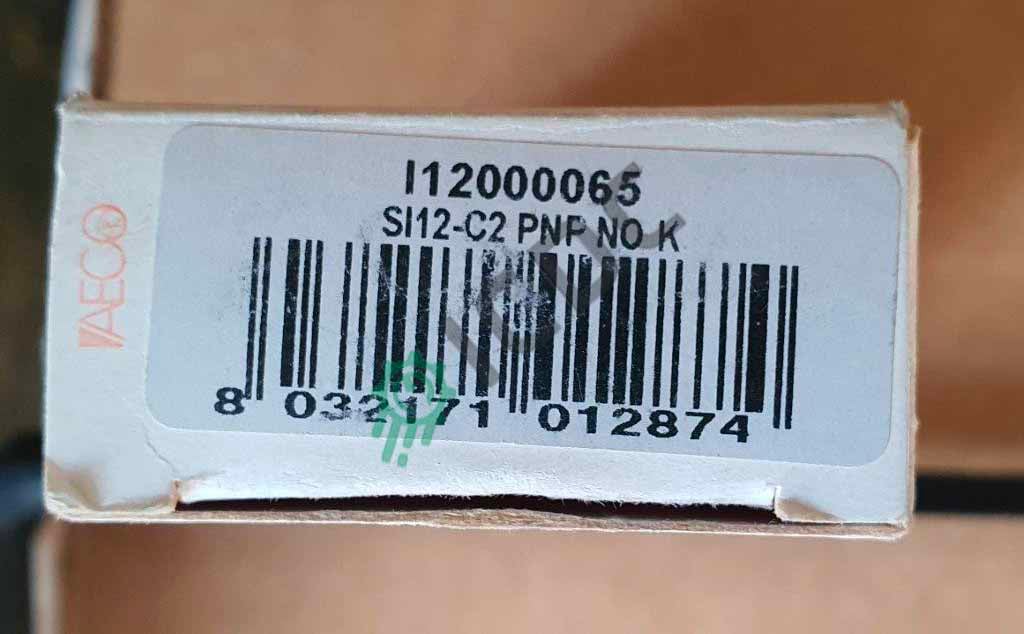 I12000065
SI12-C2 PNP NO K
8 032171 012874
AECO